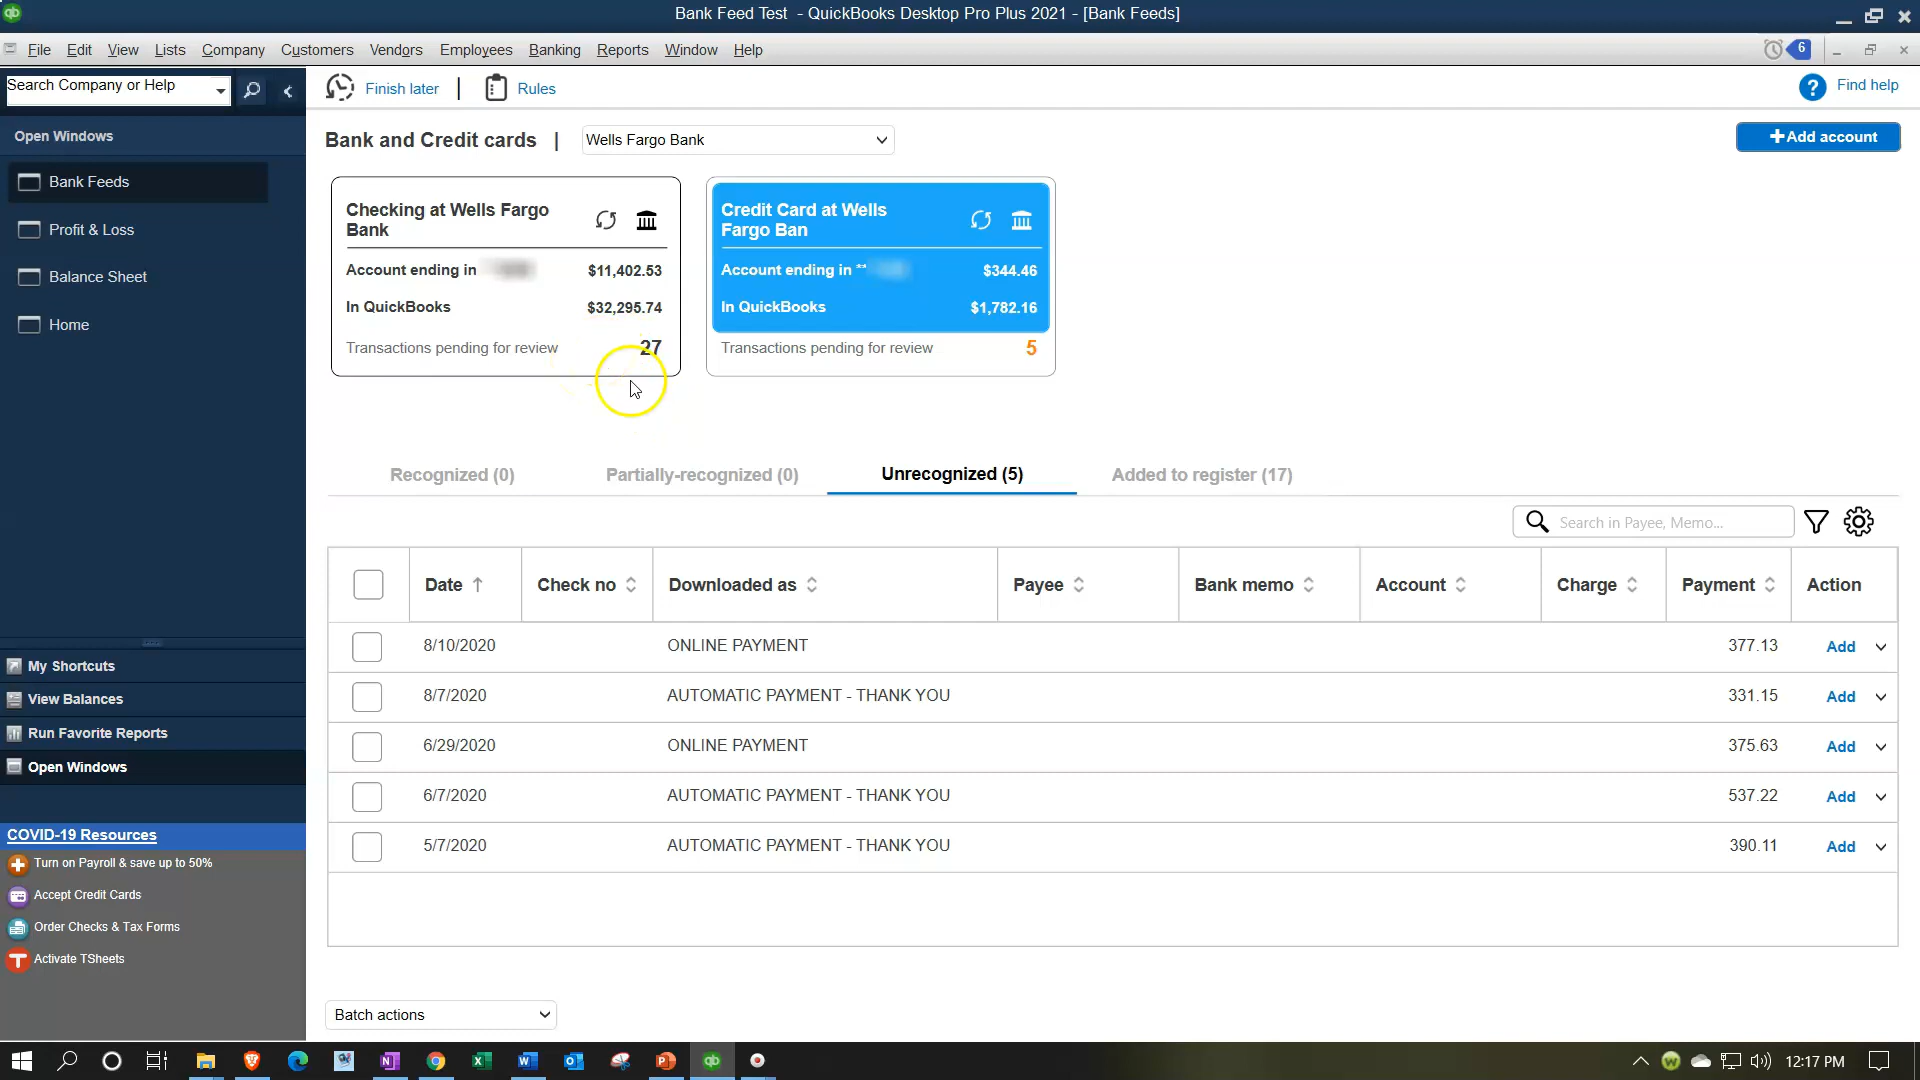 Bank Feed Test - QuickBooks Desktop Pro Plus 2021 - [Bank Feeds]
File Edit View Lists Company Customers Vendors Employees Banking Reports Window Help 6
Search Company or Help
Finish later | Rules
Find help
Open Windows
Bank Feeds
Profit & Loss
Balance Sheet
Home
Bank and Credit cards | Wells Fargo Bank
Add account
Checking at Wells Fargo
Bank
Account ending in $11,402.53
In QuickBooks $32,295.74
Transactions pending for review 27
Credit Card at Wells
Fargo Ban
Account ending in ** $344.46
In QuickBooks $1,782.16
Transactions pending for review 5
Recognized (0) Partially-recognized (0) Unrecognized (5) Added to register (17)
Search in Payee, Memo...
Date Check no Downloaded as Payee Bank memo Account Charge Payment Action
8/10/2020 ONLINE PAYMENT 377.13 Add
8/7/2020 AUTOMATIC PAYMENT - THANK YOU 331.15 Add
6/29/2020 ONLINE PAYMENT 375.63 Add
6/7/2020 AUTOMATIC PAYMENT - THANK YOU 537.22 Add
5/7/2020 AUTOMATIC PAYMENT - THANK YOU 390.11 Add
Batch actions
My Shortcuts
View Balances
Run Favorite Reports
Open Windows
COVID-19 Resources
Turn on Payroll & save up to 50%
Accept Credit Cards
Order Checks & Tax Forms
Activate TSheets
12:17 PM